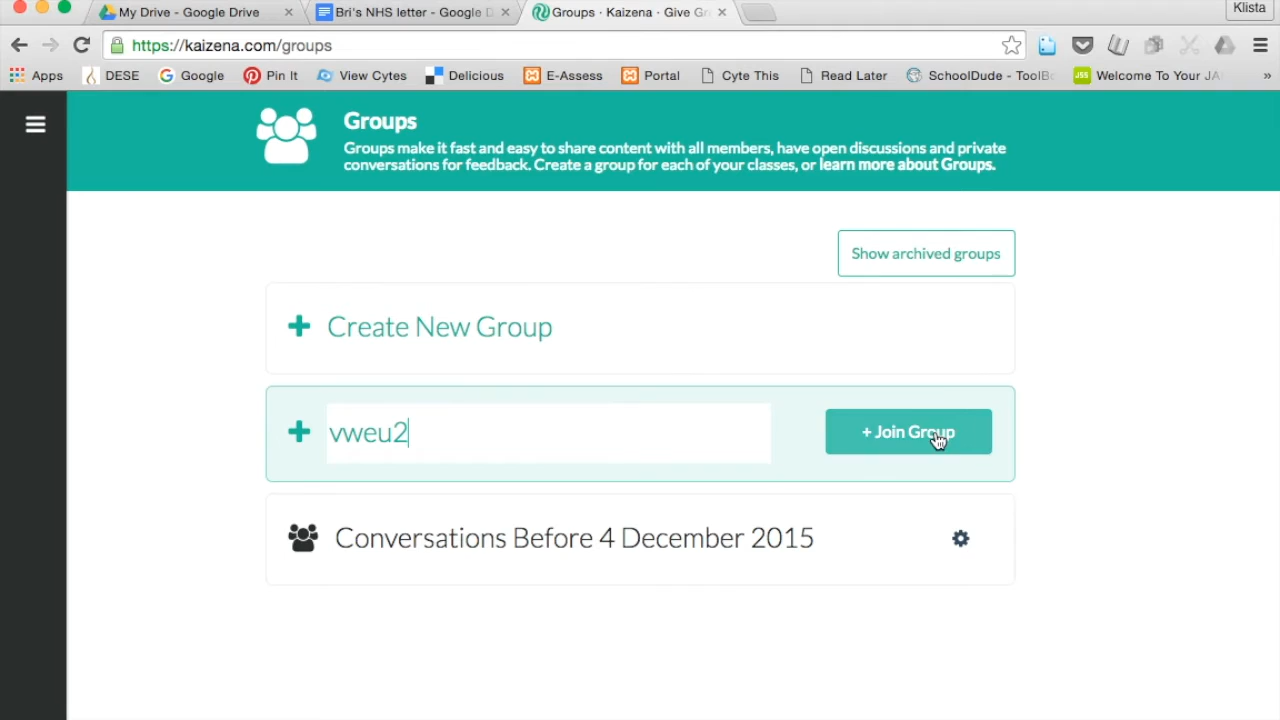 My Drive - Google Drive
Bri's NHS letter - Google D
Groups · Kaizena · Give Gr
Klista
https://kaizena.com/groups
Apps DESE Google Pin It View Cytes Delicious E-Assess Portal Cyte This Read Later SchoolDude - ToolBo Welcome To Your JA »
Groups
Groups make it fast and easy to share content with all members, have open discussions and private
conversations for feedback. Create a group for each of your classes, or learn more about Groups.
Show archived groups
+ Create New Group
+ vweu2
+ Join Group
Conversations Before 4 December 2015